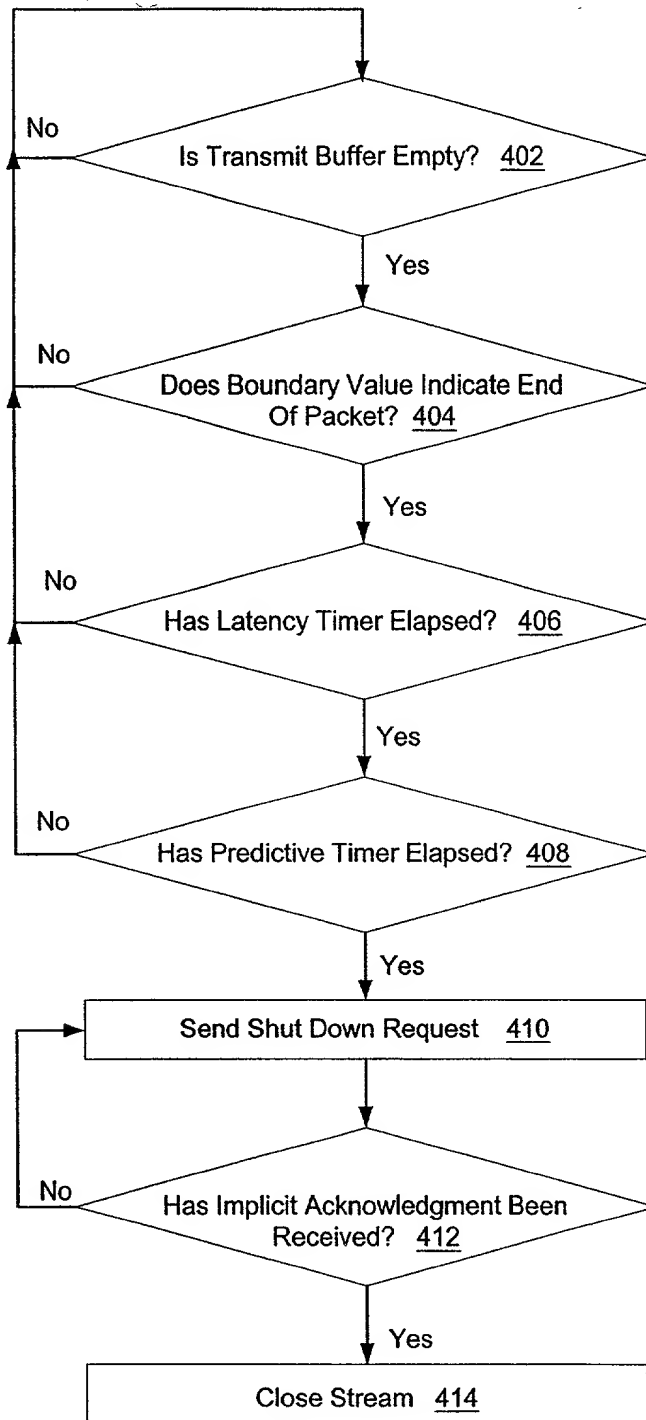 No
Is Transmit Buffer Empty? 402
Yes
No
Does Boundary Value Indicate End
Of Packet? 404
Yes
No
Has Latency Timer Elapsed? 406
Yes
No
Has Predictive Timer Elapsed? 408
Yes
Send Shut Down Request 410
No
Has Implicit Acknowledgment Been
Received? 412
Yes
Close Stream 414